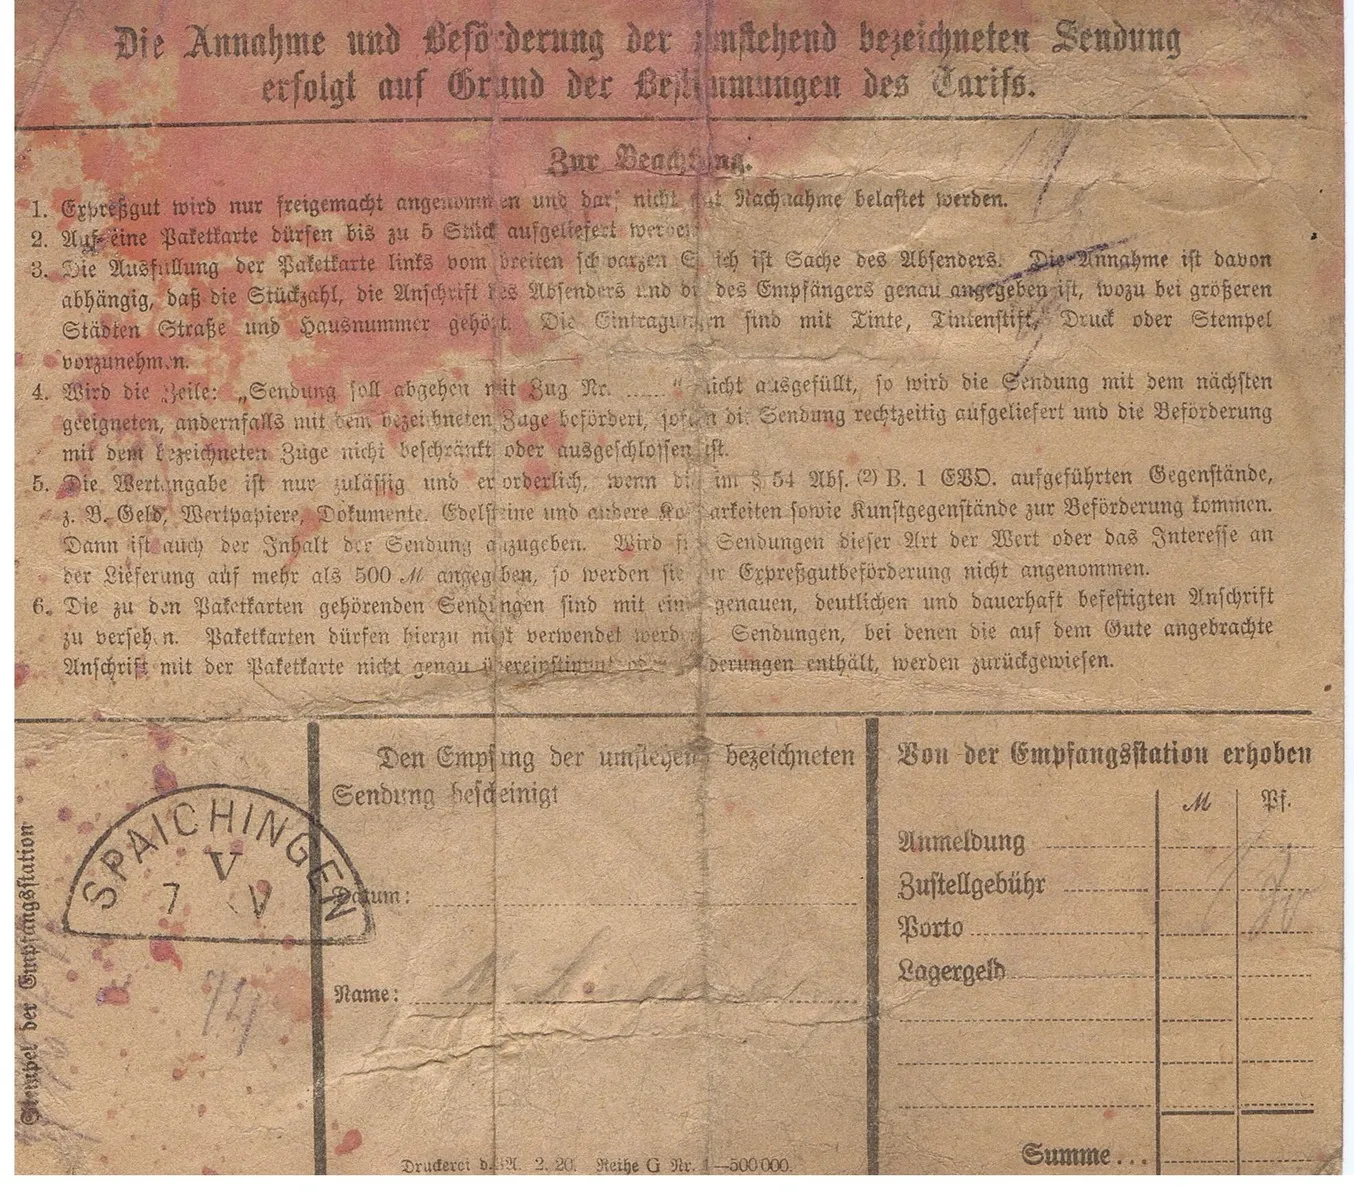 Die Annahme und Beförderung der umstehend bezeichneten Sendung
erfolgt auf Grund der Bestimmungen des Tarifs.
Zur Beachtung.
1. Expreßgut wird nur freigemacht angenommen und darf nicht mit Nachnahme belastet werden.
2. Auf eine Paketkarte dürfen bis zu 5 Stück aufgeliefert werden
3. Die Ausfüllung der Paketkarte links vom breiten schwarzen Strich ist Sache des Absenders. Die Annahme ist davon
abhängig, daß die Stückzahl, die Anschrift des Absenders und die des Empfängers genau angegeben ist, wozu bei größeren
Städten Straße und Hausnummer gehört. Die Eintragungen sind mit Tinte, Tintenstift, Druck oder Stempel
vorzunehmen.
4. Wird die Zeile: „Sendung soll abgehen mit Zug Nr. ......“ nicht ausgefüllt, so wird die Sendung mit dem nächsten
geeigneten, andernfalls mit dem bezeichneten Zuge befördert, sofern die Sendung rechtzeitig aufgeliefert und die Beförderung
mit dem bezeichneten Zuge nicht beschränkt oder ausgeschlossen ist.
5. Die Wertangabe ist nur zulässig und erforderlich, wenn die im § 54 Abs. (2) B. 1 EVO. aufgeführten Gegenstände,
z. B. Geld, Wertpapiere, Dokumente, Edelsteine und andere Kostbarkeiten sowie Kunstgegenstände zur Beförderung kommen.
Dann ist auch der Inhalt der Sendung anzugeben. Wird für Sendungen dieser Art der Wert oder das Interesse an
der Lieferung auf mehr als 500 M angegeben, so werden sie zur Expreßgutbeförderung nicht angenommen.
6. Die zu den Paketkarten gehörenden Sendungen sind mit einer genauen, deutlichen und dauerhaft befestigten Anschrift
zu versehen. Paketkarten dürfen hierzu nicht verwendet werden. Sendungen, bei denen die auf dem Gute angebrachte
Anschrift mit der Paketkarte nicht genau übereinstimmt oder Änderungen enthält, werden zurückgewiesen.
Stempel der Empfangsstation
SPAICHINGEN
V
7 V
Den Empfang der umstehend bezeichneten
Sendung bescheinigt
Datum:
Name:
Druckerei d. 2. 20. Reihe G Nr. 1—500 000.
Von der Empfangsstation erhoben
M Pf.
Anmeldung
Zustellgebühr
Porto
Lagergeld
Summe...